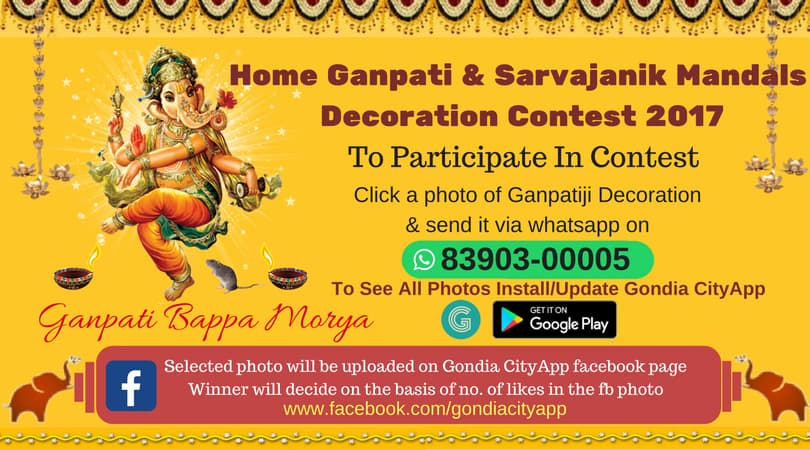 Home Ganpati & Sarvajanik Mandals
Decoration Contest 2017
To Participate In Contest
Click a photo of Ganpatiji Decoration
& send it via whatsapp on
83903-00005
To See All Photos Install/Update Gondia CityApp
G
GET IT ON
Google Play
Ganpati Bappa Morya
f
Selected photo will be uploaded on Gondia CityApp facebook page
Winner will decide on the basis of no. of likes in the fb photo
www.facebook.com/gondiacityapp